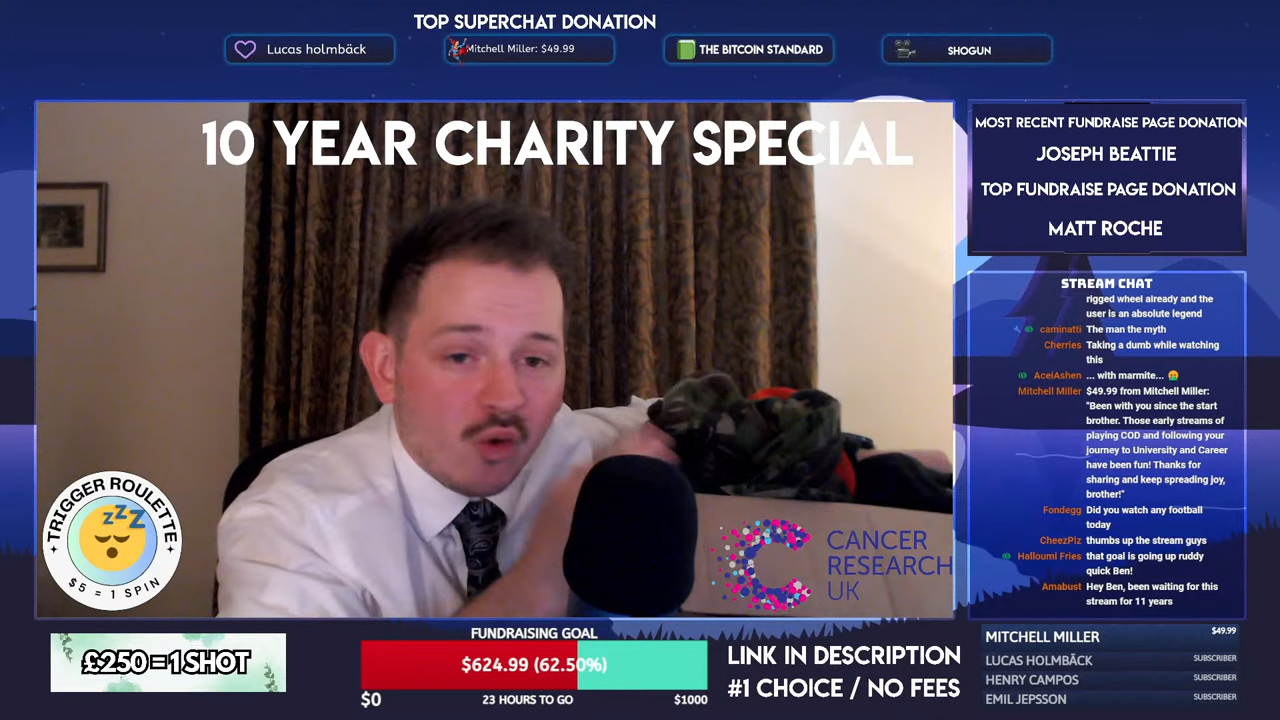 TOP SUPERCHAT DONATION
Lucas holmbäck
Mitchell Miller: $49.99
THE BITCOIN STANDARD
SHOGUN
10 YEAR CHARITY SPECIAL
MOST RECENT FUNDRAISE PAGE DONATION
JOSEPH BEATTIE
TOP FUNDRAISE PAGE DONATION
MATT ROCHE
STREAM CHAT
rigged wheel already and the
user is an absolute legend
caminatti The man the myth
Cherries Taking a dumb while watching
this
AceiAshen ... with marmite...
Mitchell Miller $49.99 from Mitchell Miller:
"Been with you since the start
brother. Those early streams of
playing COD and following your
journey to University and Career
have been fun! Thanks for
sharing and keep spreading joy,
brother!"
Fondegg Did you watch any football
today
CheezPiz thumbs up the stream guys
Halloumi Fries that goal is going up ruddy
quick Ben!
Amabust Hey Ben, been waiting for this
stream for 11 years
TRIGGER ROULETTE
zzz
$5 = 1 SPIN
CANCER
RESEARCH
UK
£250 = 1 SHOT
FUNDRAISING GOAL
$624.99 (62.50%)
$0
23 HOURS TO GO
$1000
LINK IN DESCRIPTION
#1 CHOICE / NO FEES
MITCHELL MILLER $49.99
LUCAS HOLMBÄCK SUBSCRIBER
HENRY CAMPOS SUBSCRIBER
EMIL JEPSSON SUBSCRIBER